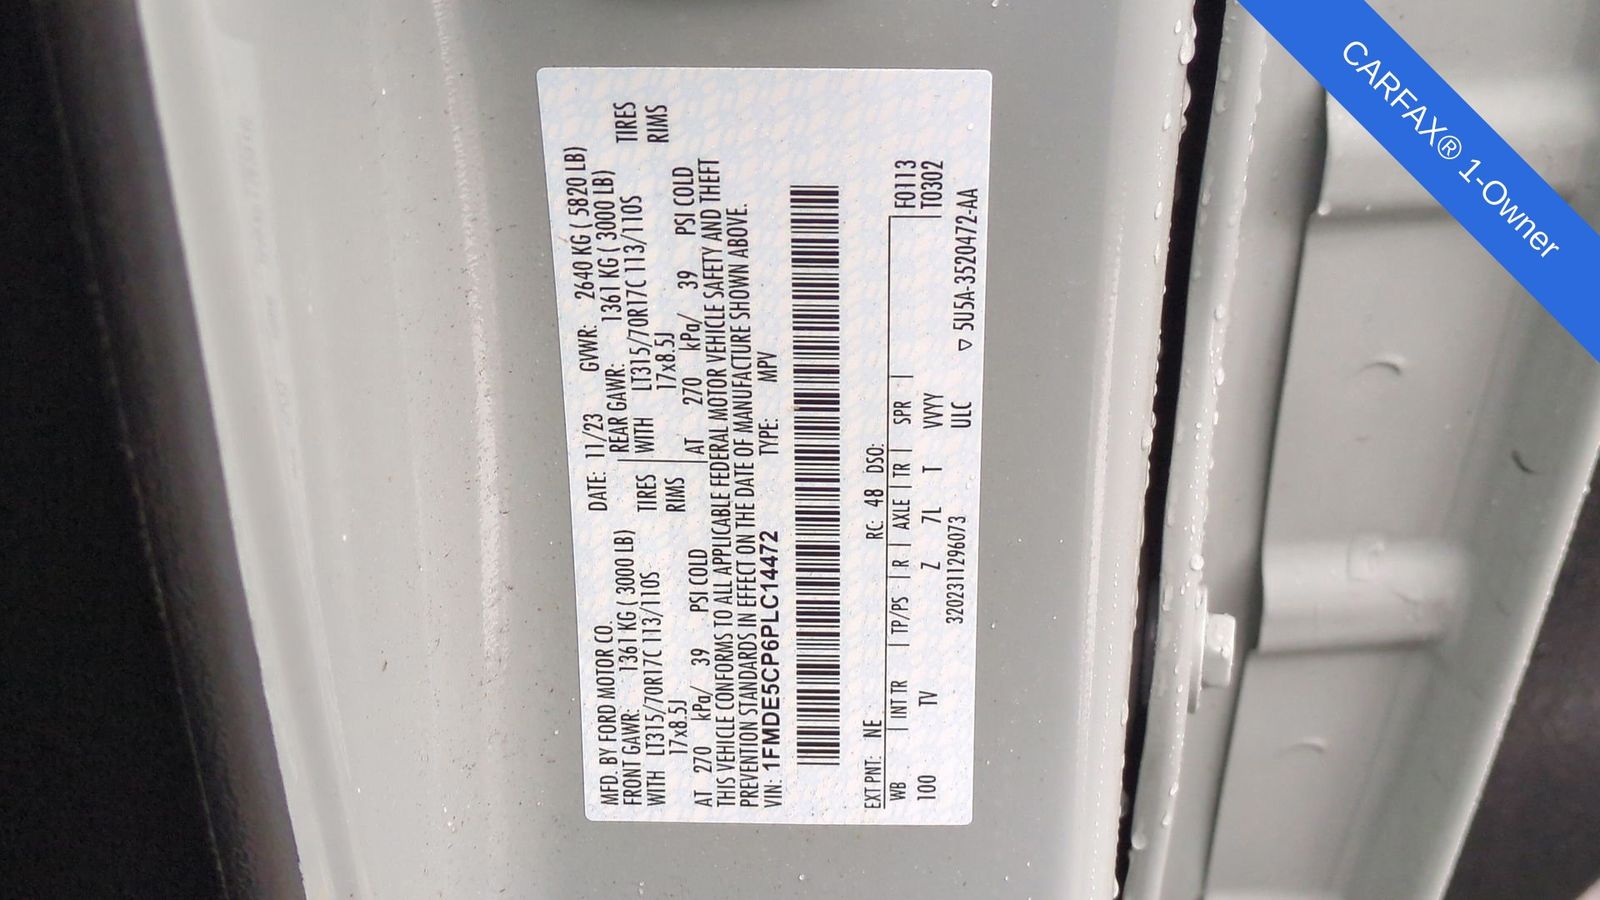 MFD. BY FORD MOTOR CO.
DATE: 11/23 GVWR: 2640 KG ( 5820 LB)
FRONT GAWR: 1361 KG ( 3000 LB)
REAR GAWR: 1361 KG ( 3000 LB)
WITH LT315/70R17C 113/110S TIRES
WITH LT315/70R17C 113/110S TIRES
17x8.5J RIMS
17x8.5J RIMS
AT 270 kPa/ 39 PSI COLD
AT 270 kPa/ 39 PSI COLD
THIS VEHICLE CONFORMS TO ALL APPLICABLE FEDERAL MOTOR VEHICLE SAFETY AND THEFT
PREVENTION STANDARDS IN EFFECT ON THE DATE OF MANUFACTURE SHOWN ABOVE.
VIN: 1FMDE5CP6PLC14472 TYPE: MPV
EXT PNT: NE RC: 48 DSO:
WB | INT TR | TP/PS | R | AXLE | TR | SPR | F0113
100 TV Z 7L T VYYY T0302
3202311296073 ULC ▽ 5U5A-3520472-AA
CARFAX® 1-Owner